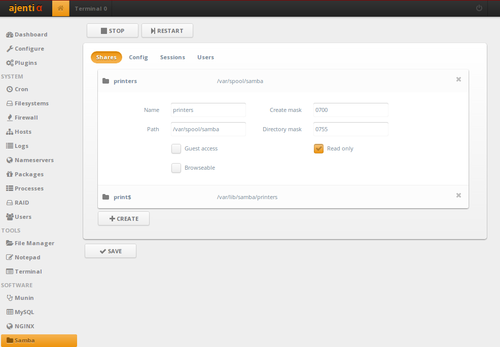 ajenti α
Terminal 0
Dashboard
Configure
Plugins
SYSTEM
Cron
Filesystems
Firewall
Hosts
Logs
Nameservers
Packages
Processes
RAID
Users
TOOLS
File Manager
Notepad
Terminal
SOFTWARE
Munin
MySQL
NGINX
Samba
STOP RESTART
Shares Config Sessions Users
printers /var/spool/samba
Name printers Create mask 0700
Path /var/spool/samba Directory mask 0755
Guest access Read only
Browseable
print$ /var/lib/samba/printers
CREATE
SAVE